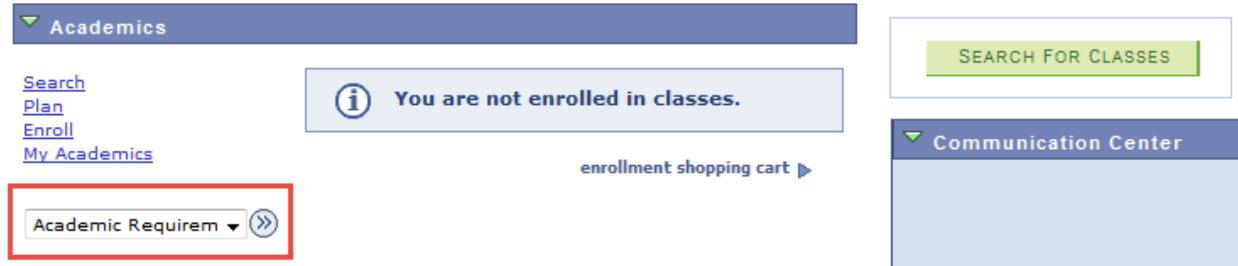 Academics
Search
Plan
Enroll
My Academics
You are not enrolled in classes.
enrollment shopping cart
Academic Requirem
SEARCH FOR CLASSES
Communication Center